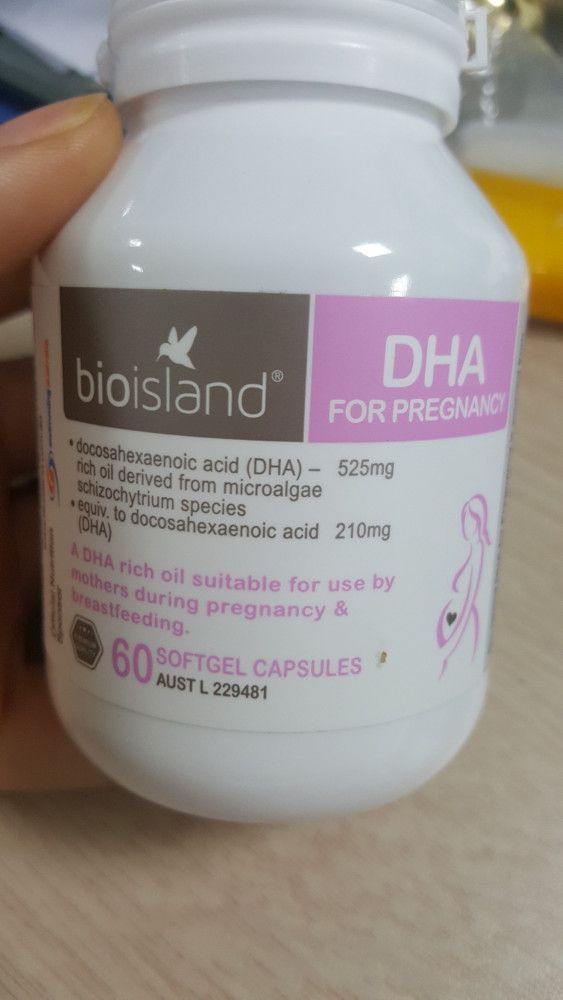 bioisland®
DHA
FOR PREGNANCY
• docosahexaenoic acid (DHA) – 525mg
rich oil derived from microalgae
schizochytrium species
• equiv. to docosahexaenoic acid 210mg
(DHA)
A DHA rich oil suitable for use by
mothers during pregnancy &
breastfeeding.
60 SOFTGEL CAPSULES
AUST L 229481